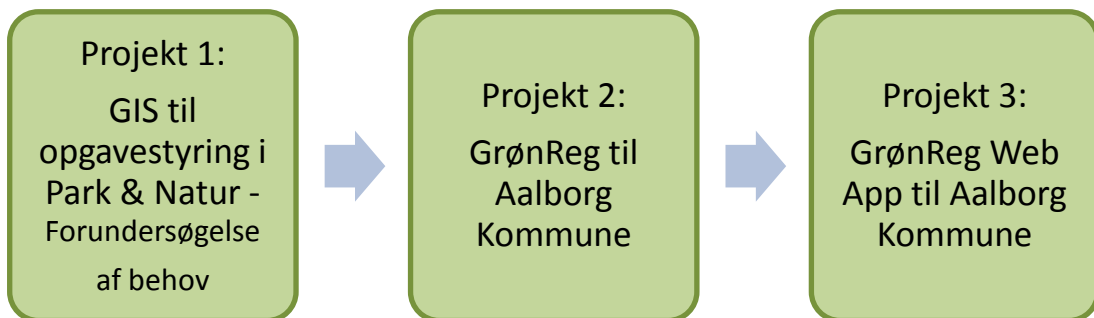 Projekt 1:
GIS til
opgavestyring i
Park & Natur -
Forundersøgelse
af behov
Projekt 2:
GrønReg til
Aalborg
Kommune
Projekt 3:
GrønReg Web
App til Aalborg
Kommune